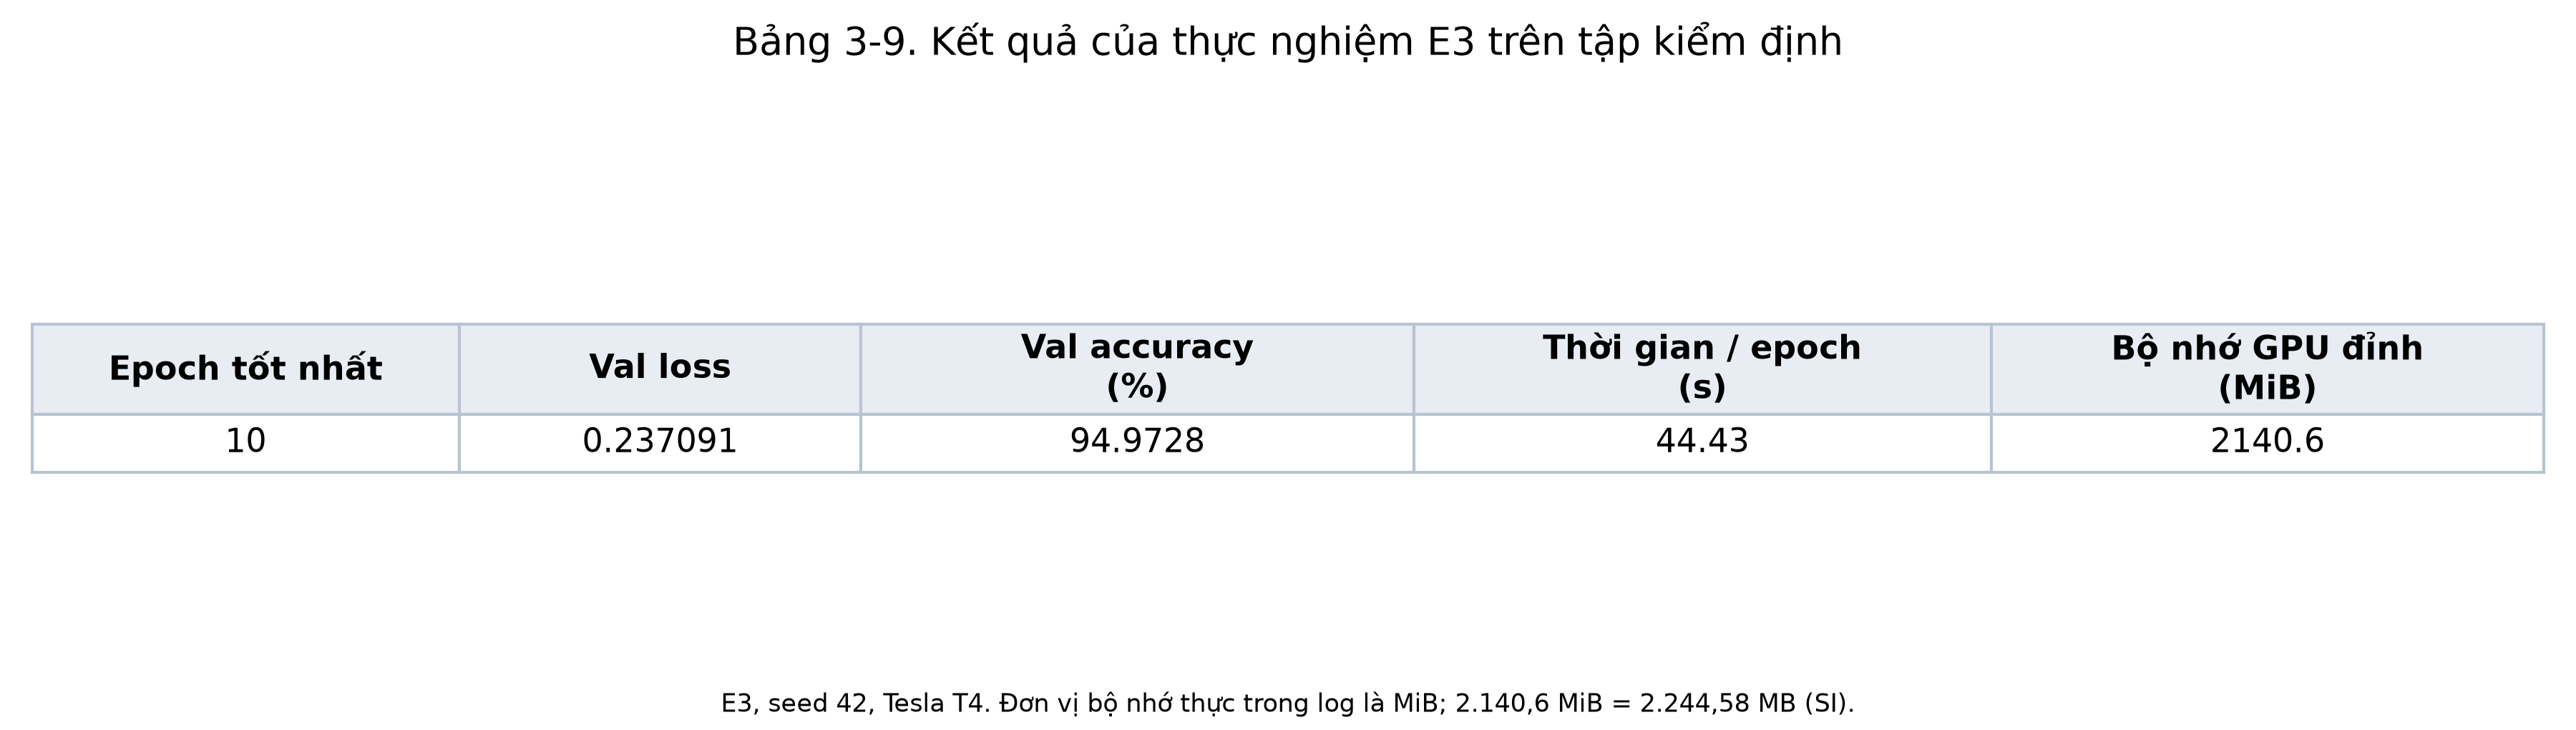 Bảng 3-9. Kết quả của thực nghiệm E3 trên tập kiểm định
Epoch tốt nhất
Val loss
Val accuracy
(%)
Thời gian / epoch
(s)
Bộ nhớ GPU đỉnh
(MiB)
10
0.237091
94.9728
44.43
2140.6
E3, seed 42, Tesla T4. Đơn vị bộ nhớ thực trong log là MiB; 2.140,6 MiB = 2.244,58 MB (SI).